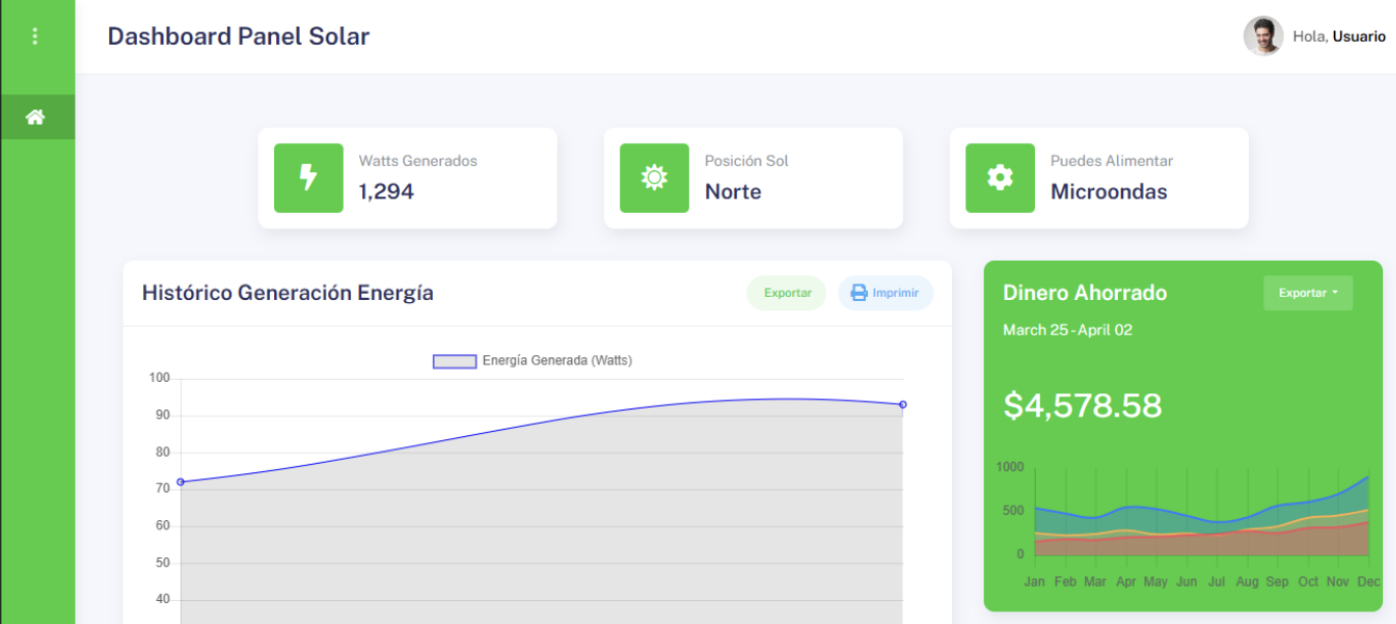 Dashboard Panel Solar
Hola, Usuario
Watts Generados
1,294
Posición Sol
Norte
Puedes Alimentar
Microondas
Histórico Generación Energía
Exportar
Imprimir
Energía Generada (Watts)
100
90
80
70
60
50
40
Dinero Ahorrado
Exportar
March 25 - April 02
$4,578.58
1000
500
0
Jan Feb Mar Apr May Jun Jul Aug Sep Oct Nov Dec